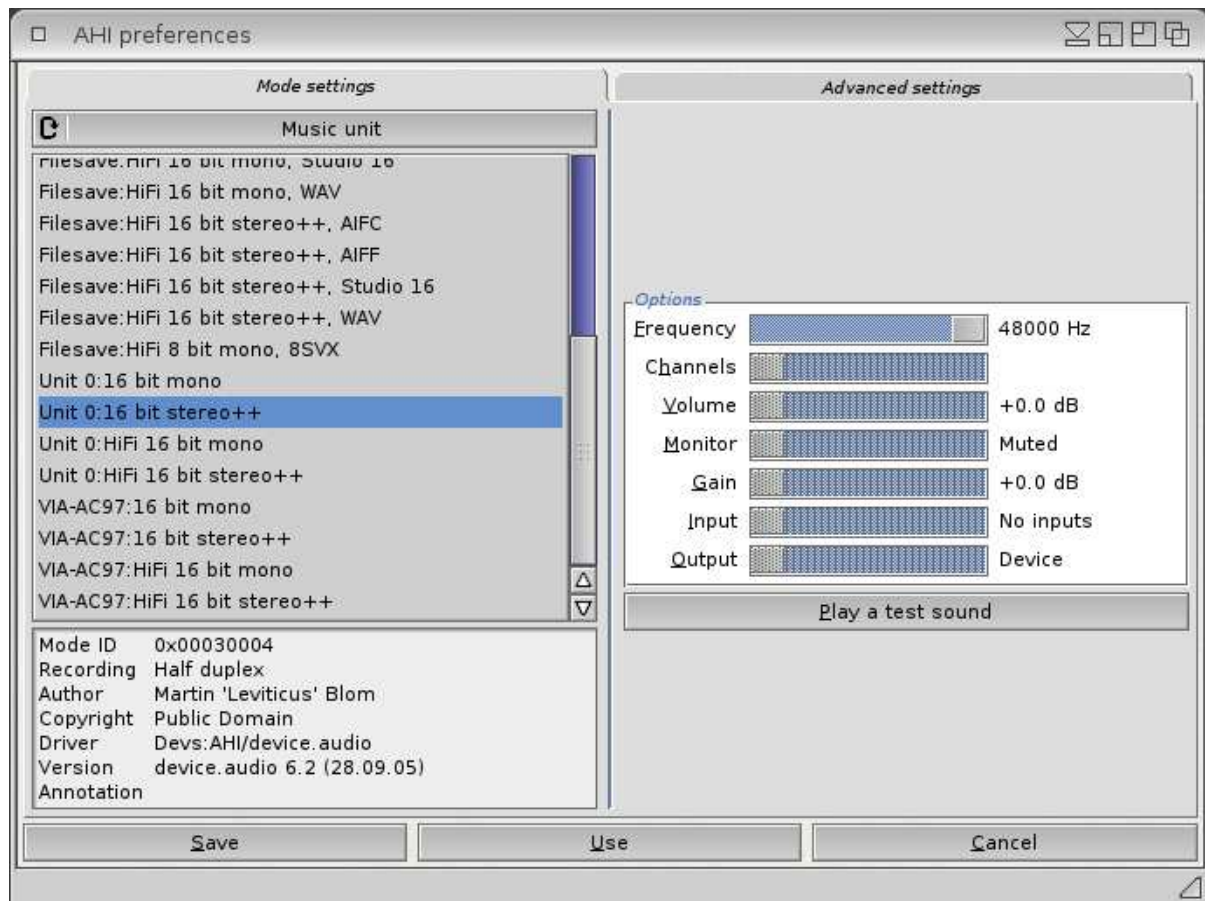 AHI preferences
Mode settings
Advanced settings
Music unit
Filesave:HiFi 16 bit mono, Studio 16
Filesave:HiFi 16 bit mono, WAV
Filesave:HiFi 16 bit stereo++, AIFC
Filesave:HiFi 16 bit stereo++, AIFF
Filesave:HiFi 16 bit stereo++, Studio 16
Filesave:HiFi 16 bit stereo++, WAV
Filesave:HiFi 8 bit mono, 8SVX
Unit 0:16 bit mono
Unit 0:16 bit stereo++
Unit 0:HiFi 16 bit mono
Unit 0:HiFi 16 bit stereo++
VIA-AC97:16 bit mono
VIA-AC97:16 bit stereo++
VIA-AC97:HiFi 16 bit mono
VIA-AC97:HiFi 16 bit stereo++
Mode ID 0x00030004
Recording Half duplex
Author Martin 'Leviticus' Blom
Copyright Public Domain
Driver Devs:AHI/device.audio
Version device.audio 6.2 (28.09.05)
Annotation
Options
Frequency 48000 Hz
Channels
Volume +0.0 dB
Monitor Muted
Gain +0.0 dB
Input No inputs
Output Device
Play a test sound
Save
Use
Cancel